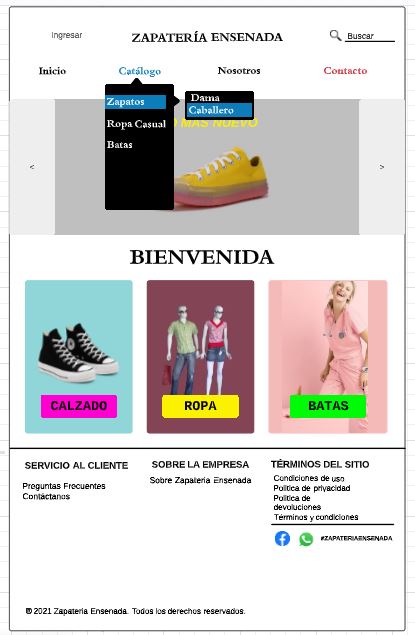 Ingresar
ZAPATERÍA ENSENADA
Buscar
Inicio
Catálogo
Nosotros
Contacto
Zapatos
Ropa Casual
Batas
Dama
Caballero
O MAS NUEVO
<
>
BIENVENIDA
CALZADO
ROPA
BATAS
SERVICIO AL CLIENTE
Preguntas Frecuentes
Contáctanos
SOBRE LA EMPRESA
Sobre Zapatería Ensenada
TÉRMINOS DEL SITIO
Condiciones de uso
Política de privacidad
Política de
devoluciones
Términos y condiciones
#ZAPATERIAENSENADA
® 2021 Zapatería Ensenada. Todos los derechos reservados.